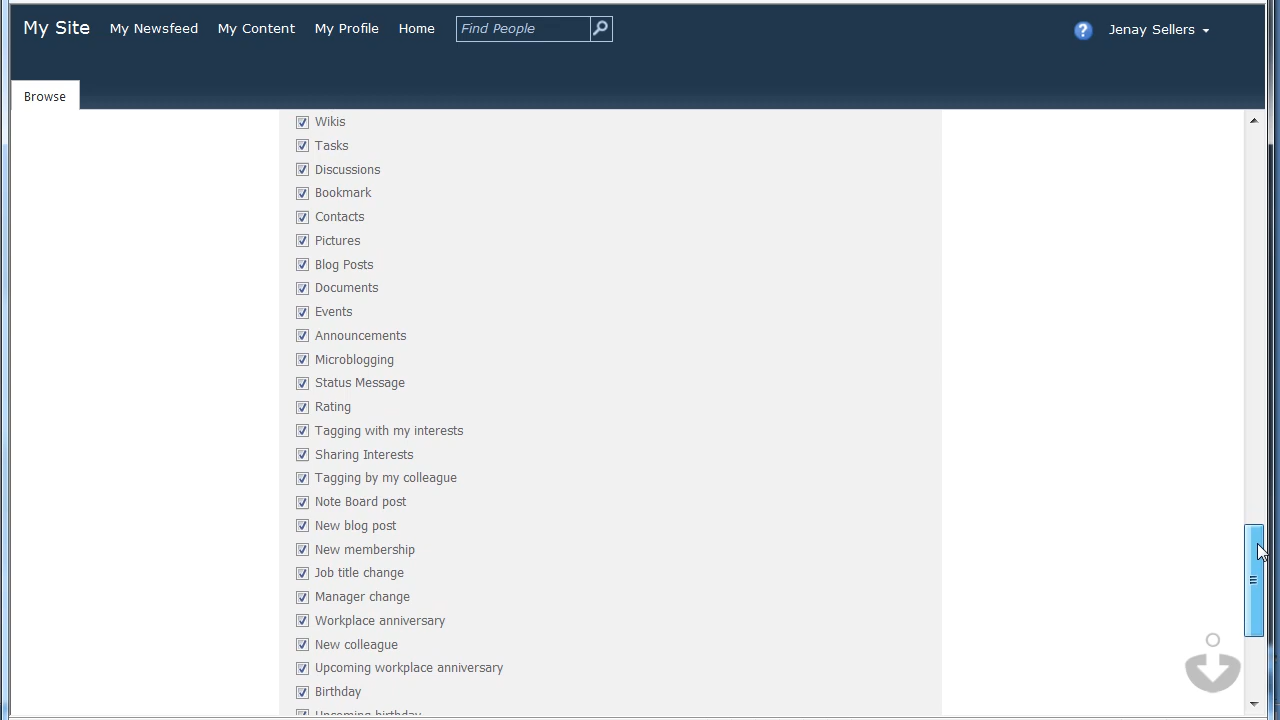 My Site My Newsfeed My Content My Profile Home Find People ? Jenay Sellers
Browse
Wikis
Tasks
Discussions
Bookmark
Contacts
Pictures
Blog Posts
Documents
Events
Announcements
Microblogging
Status Message
Rating
Tagging with my interests
Sharing Interests
Tagging by my colleague
Note Board post
New blog post
New membership
Job title change
Manager change
Workplace anniversary
New colleague
Upcoming workplace anniversary
Birthday
Upcoming birthday